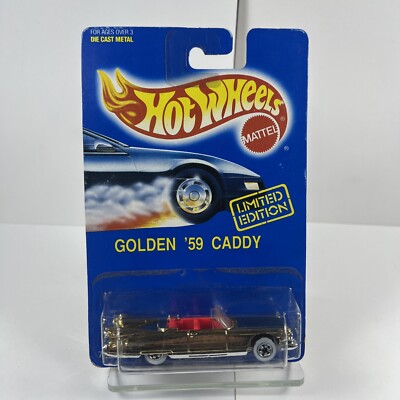 FOR AGES OVER 3
DIE CAST METAL
HOT WHEELS
MATTEL
LIMITED
EDITION
GOLDEN '59 CADDY